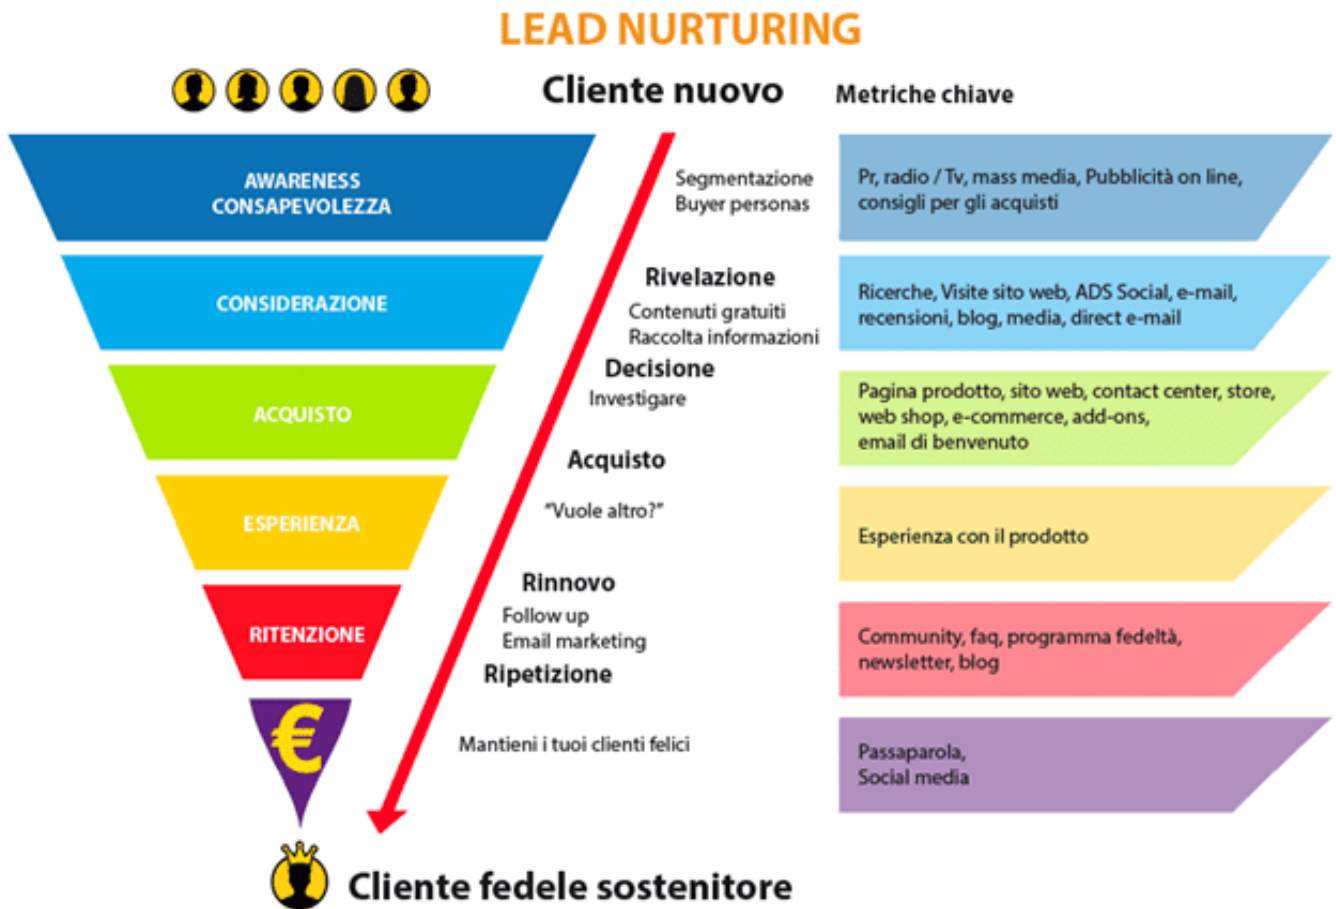 LEAD NURTURING
Cliente nuovo
Metriche chiave
AWARENESS
CONSAPEVOLEZZA
CONSIDERAZIONE
ACQUISTO
ESPERIENZA
RITENZIONE
€
Segmentazione
Buyer personas
Rivelazione
Contenuti gratuiti
Raccolta informazioni
Decisione
Investigare
Acquisto
"Vuole altro?"
Rinnovo
Follow up
Email marketing
Ripetizione
Mantieni i tuoi clienti felici
Pr, radio / Tv, mass media, Pubblicità on line,
consigli per gli acquisti
Ricerche, Visite sito web, ADS Social, e-mail,
recensioni, blog, media, direct e-mail
Pagina prodotto, sito web, contact center, store,
web shop, e-commerce, add-ons,
email di benvenuto
Esperienza con il prodotto
Community, faq, programma fedeltà,
newsletter, blog
Passaparola,
Social media
Cliente fedele sostenitore